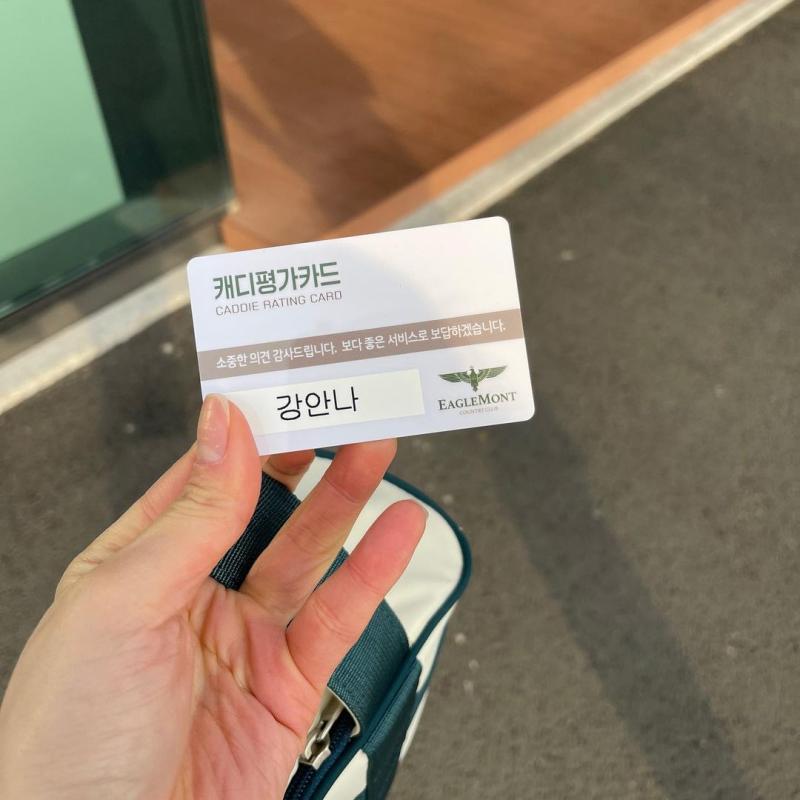 캐디평가카드
CADDIE RATING CARD
소중한 의견 감사드립니다. 보다 좋은 서비스로 보답하겠습니다.
강안나
EAGLEMONT
COUNTRY CLUB